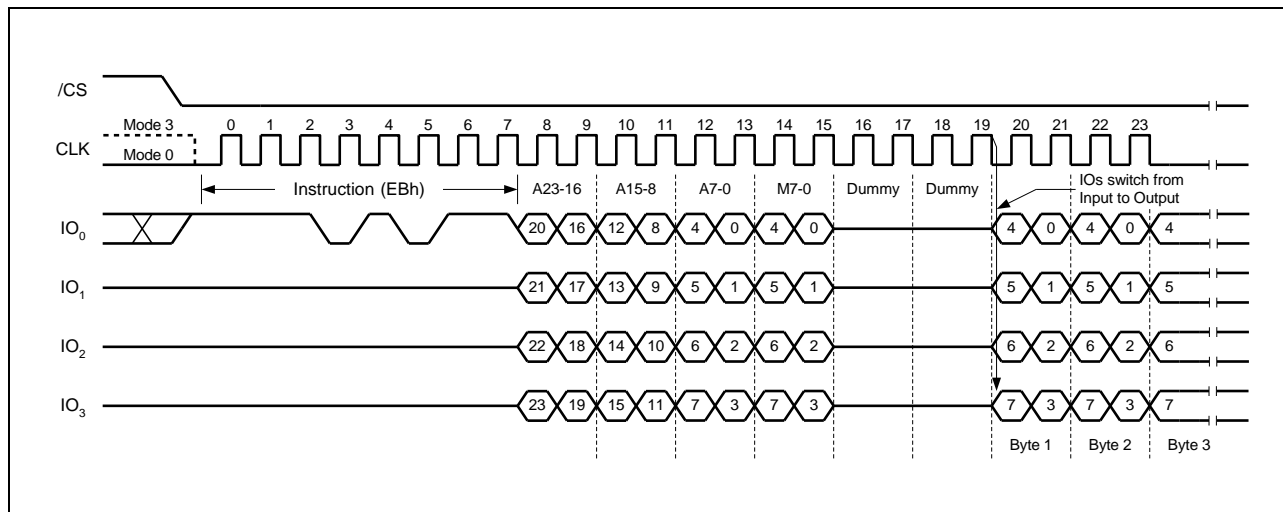 /CS
Mode 3
0 1 2 3 4 5 6 7 8 9 10 11 12 13 14 15 16 17 18 19 20 21 22 23
CLK
Mode 0
Instruction (EBh) A23-16 A15-8 A7-0 M7-0 Dummy Dummy
IOs switch from
Input to Output
IO0 20 16 12 8 4 0 4 0 4 0 4 0 4
IO1 21 17 13 9 5 1 5 1 5 1 5 1 5
IO2 22 18 14 10 6 2 6 2 6 2 6 2 6
IO3 23 19 15 11 7 3 7 3 7 3 7 3 7
Byte 1 Byte 2 Byte 3